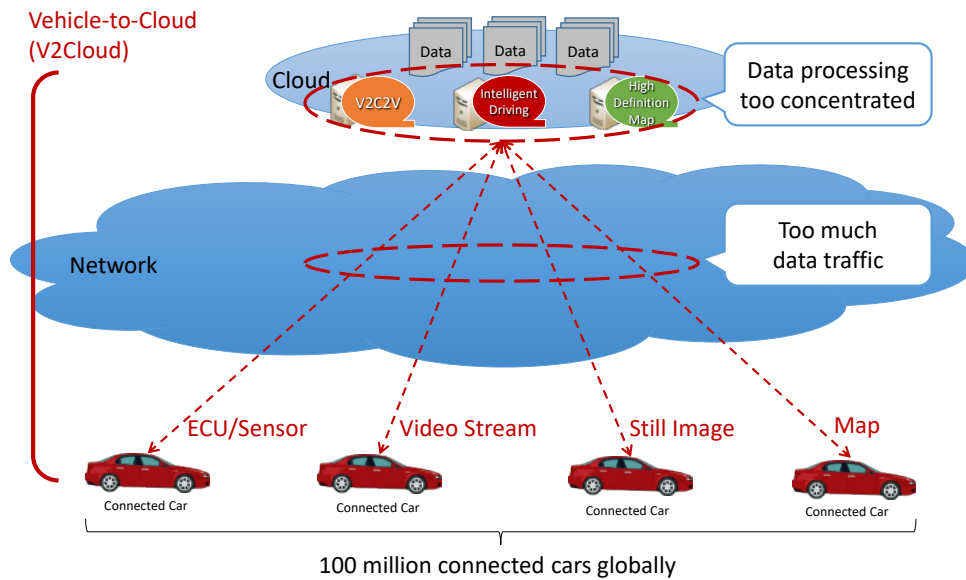 Vehicle-to-Cloud
(V2Cloud)
Data
Data
Data
Cloud
V2C2V
Intelligent
Driving
High
Definition
Map
Data processing
too concentrated
Network
Too much
data traffic
ECU/Sensor
Video Stream
Still Image
Map
Connected Car
Connected Car
Connected Car
Connected Car
100 million connected cars globally